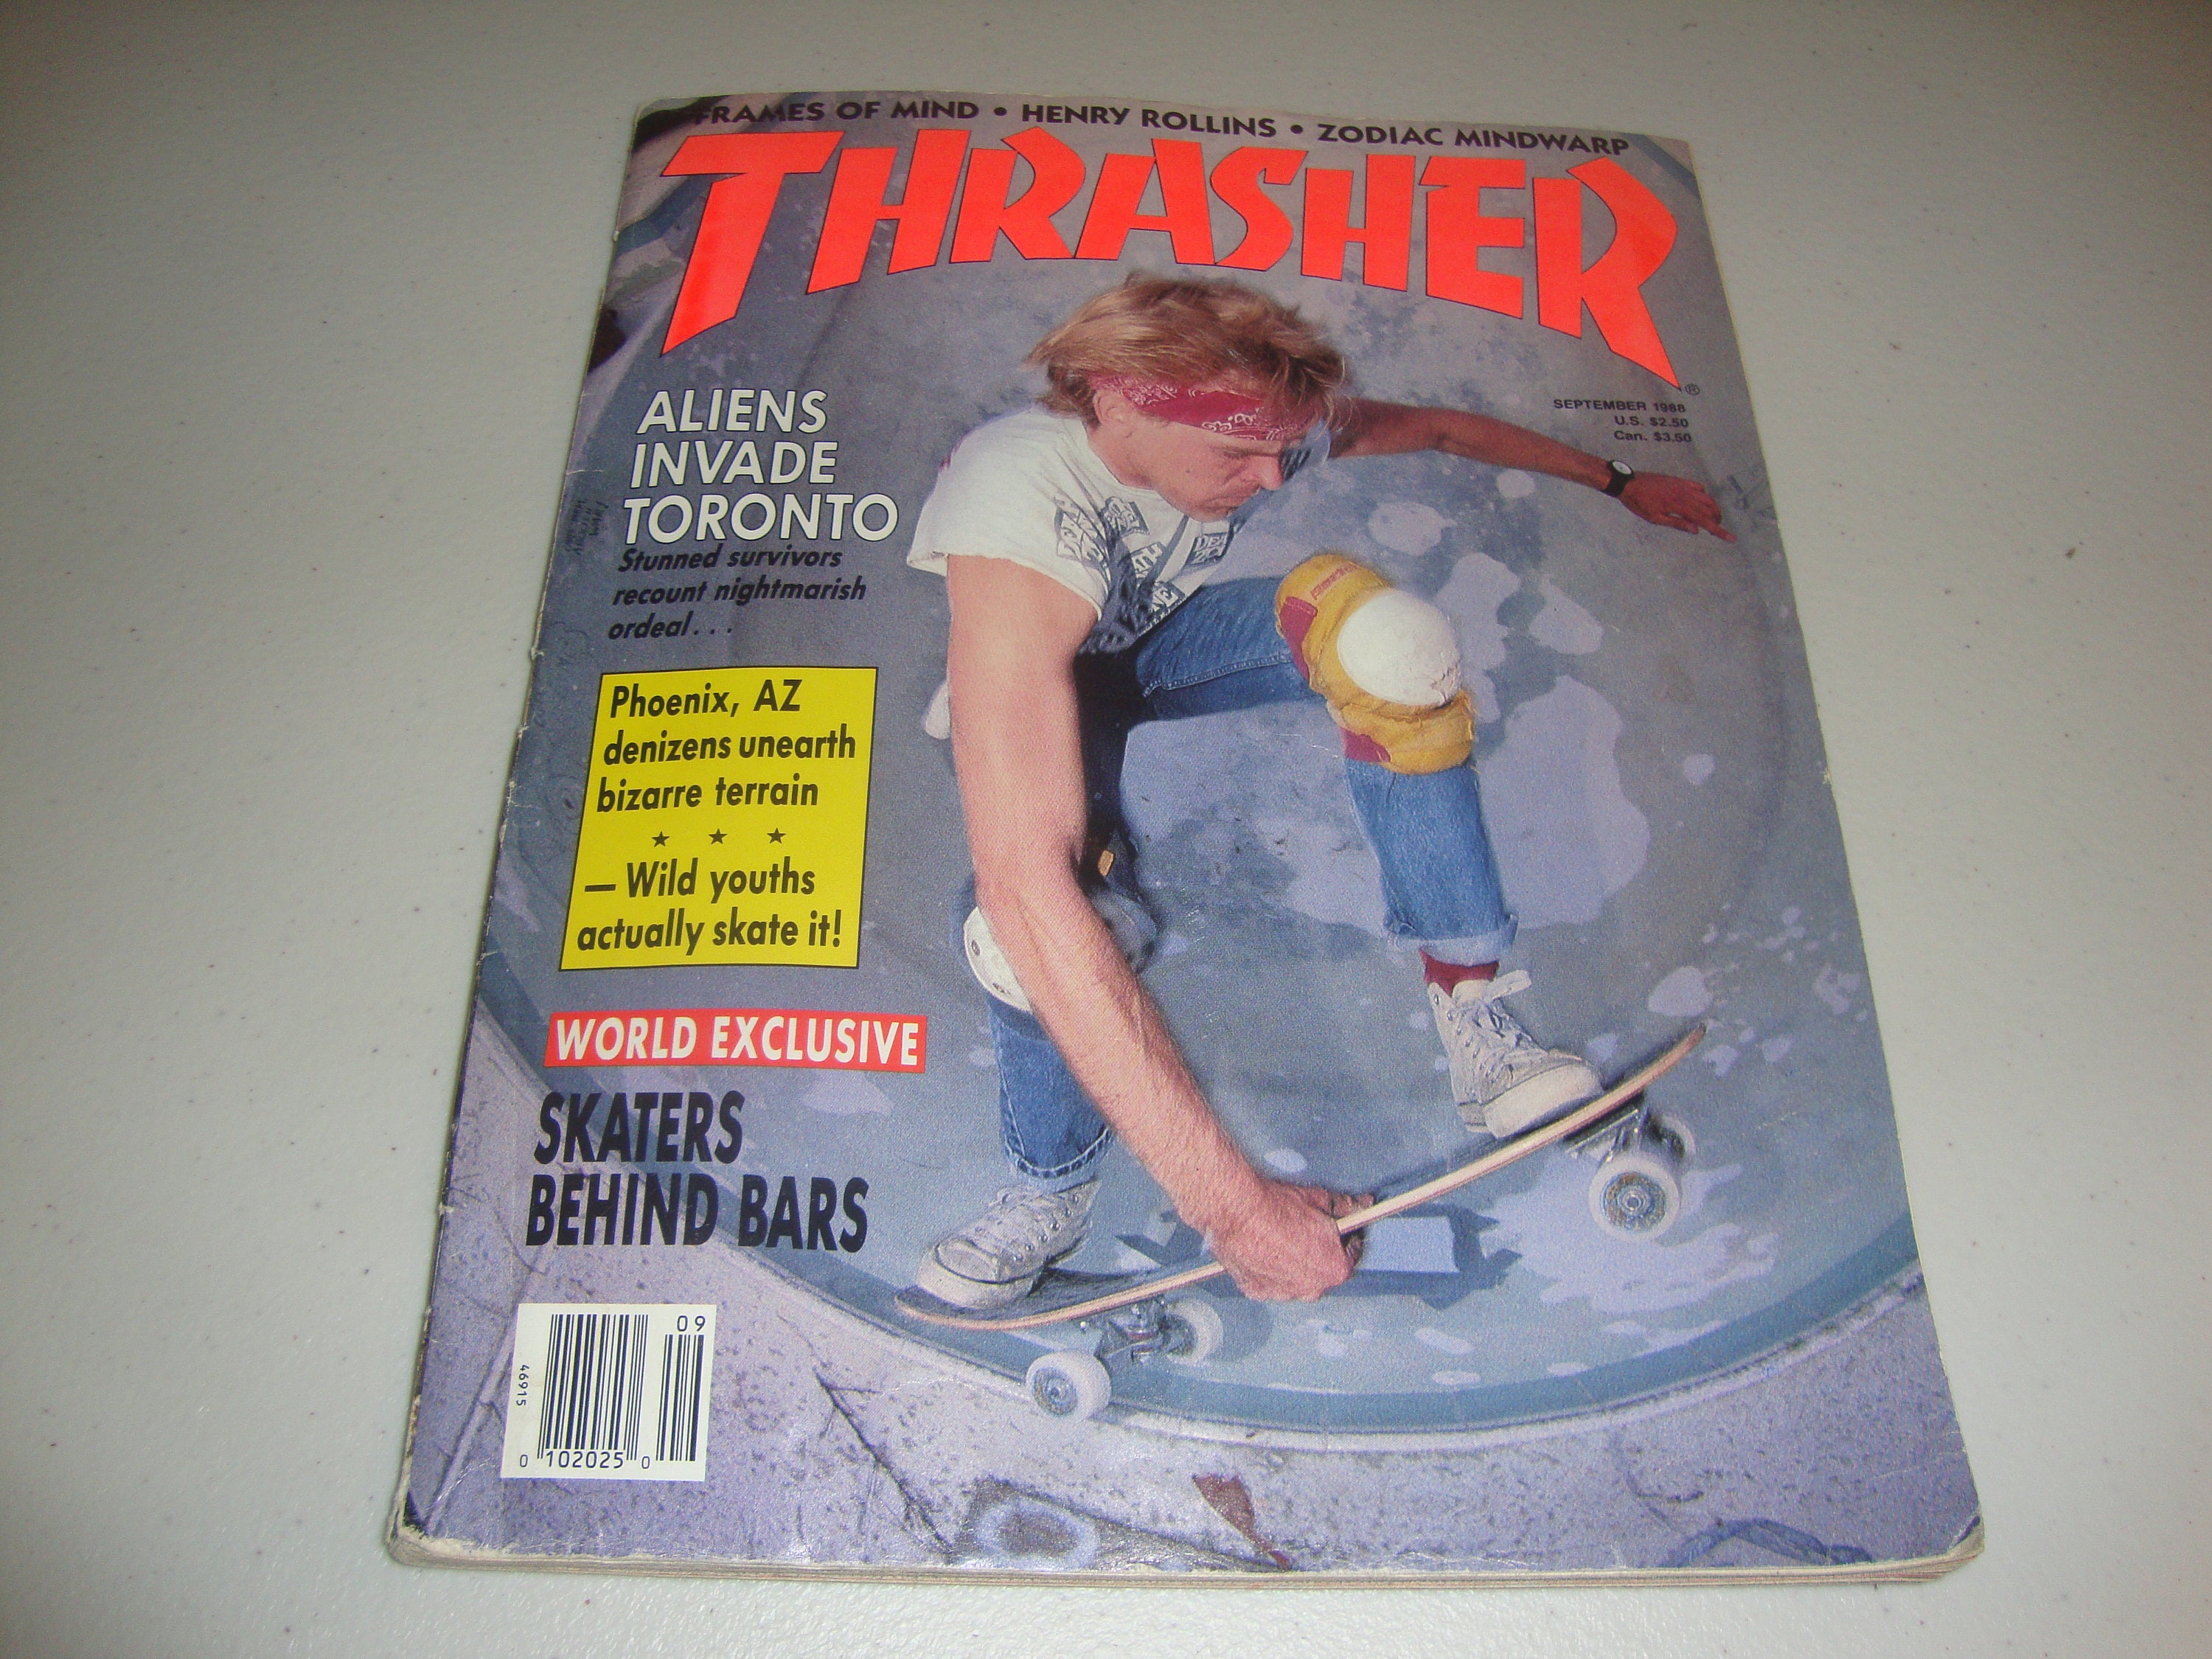 FRAMES OF MIND • HENRY ROLLINS • ZODIAC MINDWARP
THRASHER®
SEPTEMBER 1988
U.S. $2.50
Can. $3.50
ALIENS
INVADE
TORONTO
Stunned survivors
recount nightmarish
ordeal...
Phoenix, AZ
denizens unearth
bizarre terrain
★ ★ ★
— Wild youths
actually skate it!
WORLD EXCLUSIVE
SKATERS
BEHIND BARS
09
46915
0 102025 0